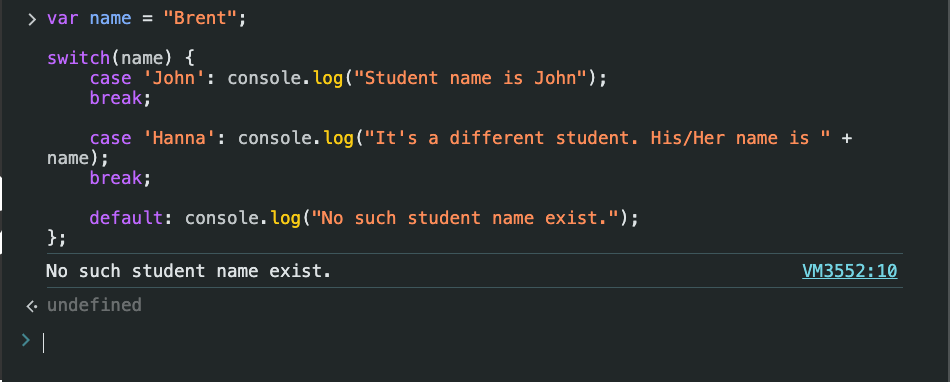 > var name = "Brent";
switch(name) {
    case 'John': console.log("Student name is John");
    break;
    case 'Hanna': console.log("It's a different student. His/Her name is " +
name);
    break;
    default: console.log("No such student name exist.");
};
No such student name exist. VM3552:10
undefined
>